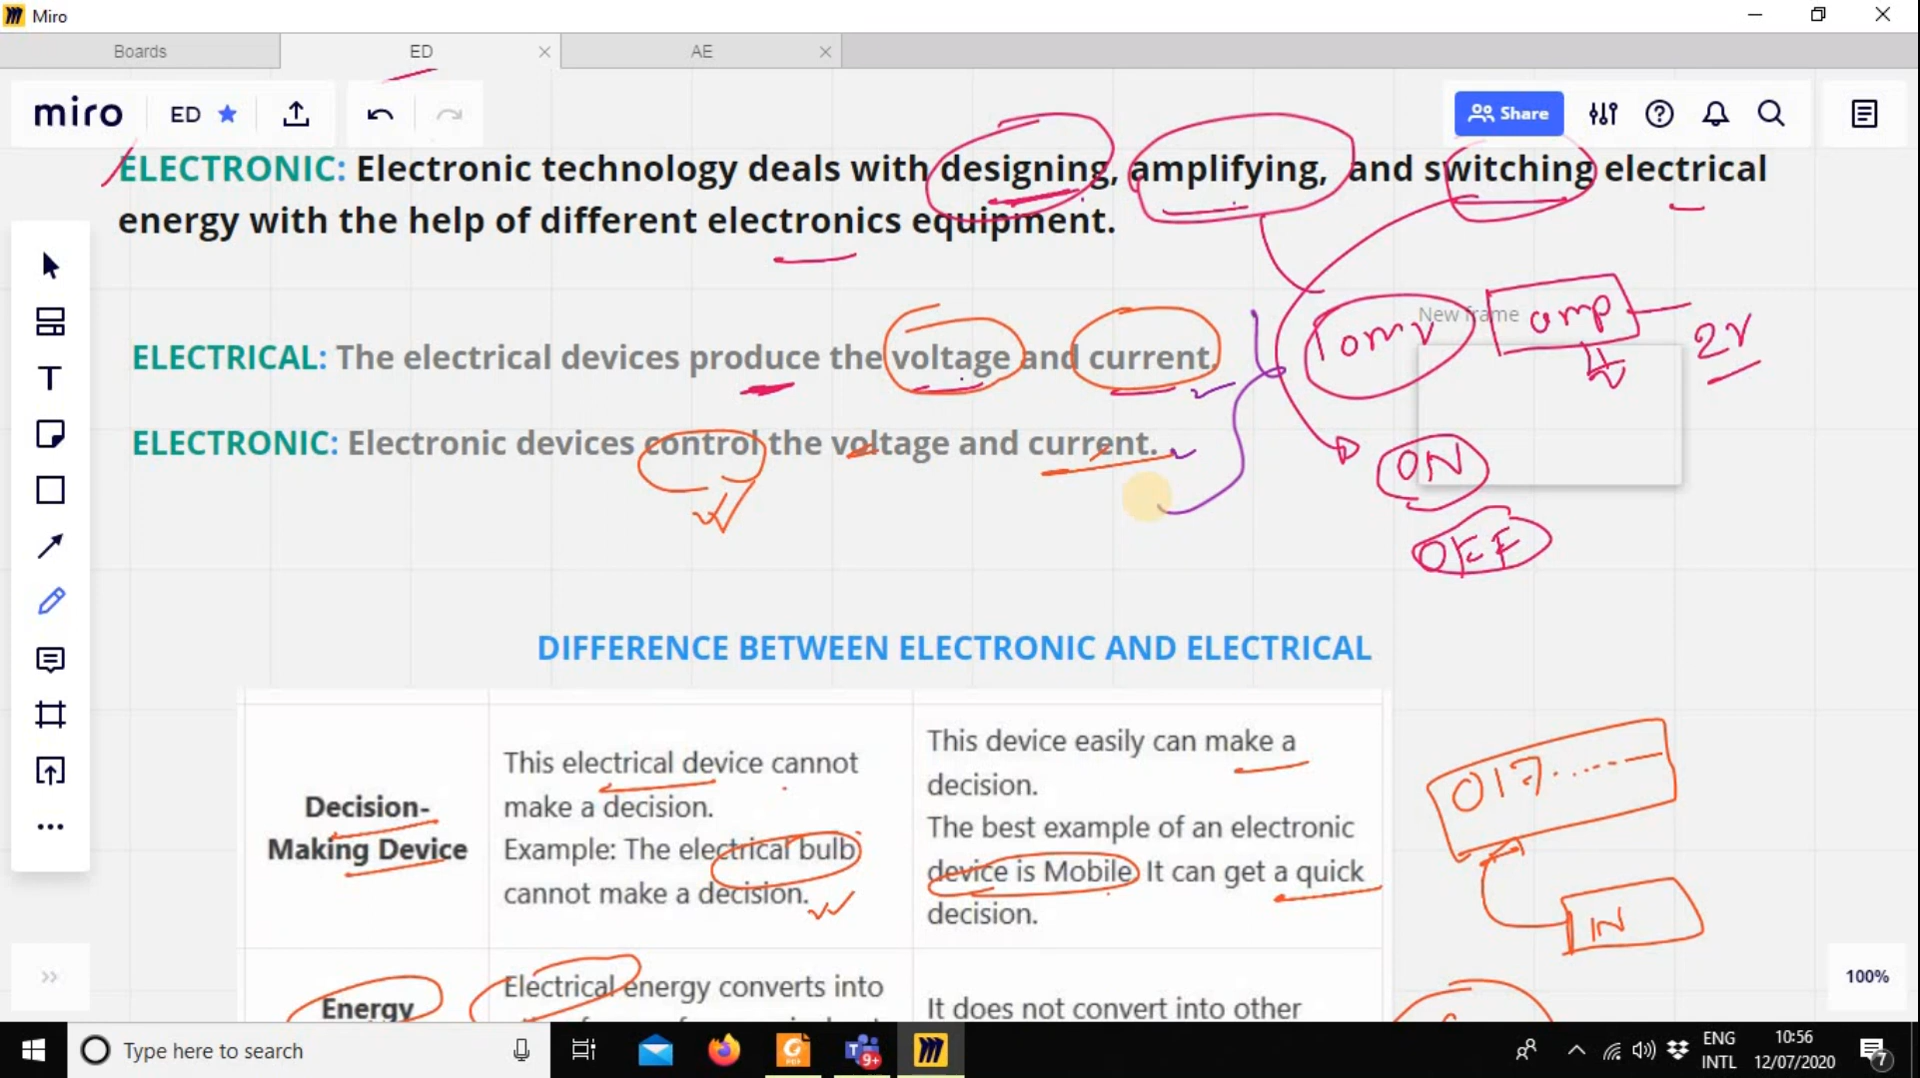 Miro
Boards
ED
AE
miro
ED
Share
ELECTRONIC: Electronic technology deals with designing, amplifying, and switching electrical
energy with the help of different electronics equipment.
New frame
10mv
amp
2v
ELECTRICAL: The electrical devices produce the voltage and current.
ELECTRONIC: Electronic devices control the voltage and current.
ON
OFF
DIFFERENCE BETWEEN ELECTRONIC AND ELECTRICAL
Decision-
Making Device
This electrical device cannot
make a decision.
Example: The electrical bulb
cannot make a decision.
This device easily can make a
decision.
The best example of an electronic
device is Mobile. It can get a quick
decision.
017
IN
Energy
Electrical energy converts into
It does not convert into other
100%
Type here to search
PDF
9+
ENG
INTL
10:56
12/07/2020
7